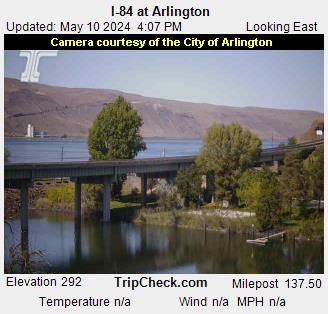 I-84 at Arlington
Updated: May 10 2024 4:07 PM Looking East
Camera courtesy of the City of Arlington
Elevation 292 TripCheck.com Milepost 137.50
Temperature n/a Wind n/a MPH n/a